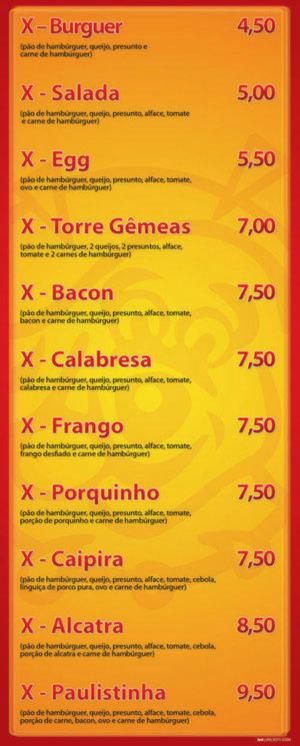 X – Burguer 4,50
(pão de hambúrguer, queijo, presunto e
carne de hambúrguer)
X - Salada 5,00
(pão de hambúrguer, queijo, presunto, alface, tomate
e carne de hambúrguer)
X - Egg 5,50
(pão de hambúrguer, queijo, presunto, alface, tomate,
ovo e carne de hambúrguer)
X - Torre Gêmeas 7,00
(pão de hambúrguer, 2 queijos, 2 presuntos, alface,
tomate e 2 carnes de hambúrguer)
X - Bacon 7,50
(pão de hambúrguer, queijo, presunto, alface, tomate,
bacon e carne de hambúrguer)
X - Calabresa 7,50
(pão de hambúrguer, queijo, presunto, alface, tomate,
calabresa e carne de hambúrguer)
X - Frango 7,50
(pão de hambúrguer, queijo, presunto, alface, tomate,
frango desfiado e carne de hambúrguer)
X - Porquinho 7,50
(pão de hambúrguer, queijo, presunto, alface, tomate,
porção de porquinho e carne de hambúrguer)
X - Caipira 7,50
(pão de hambúrguer, queijo, presunto, alface, tomate, cebola,
linguiça de porco pura, ovo e carne de hambúrguer)
X - Alcatra 8,50
(pão de hambúrguer, queijo, presunto, alface, tomate, cebola,
porção de alcatra e carne de hambúrguer)
X - Paulistinha 9,50
(pão de hambúrguer, queijo, presunto, alface, tomate, cebola,
porção de carne, bacon, ovo e carne de hambúrguer)